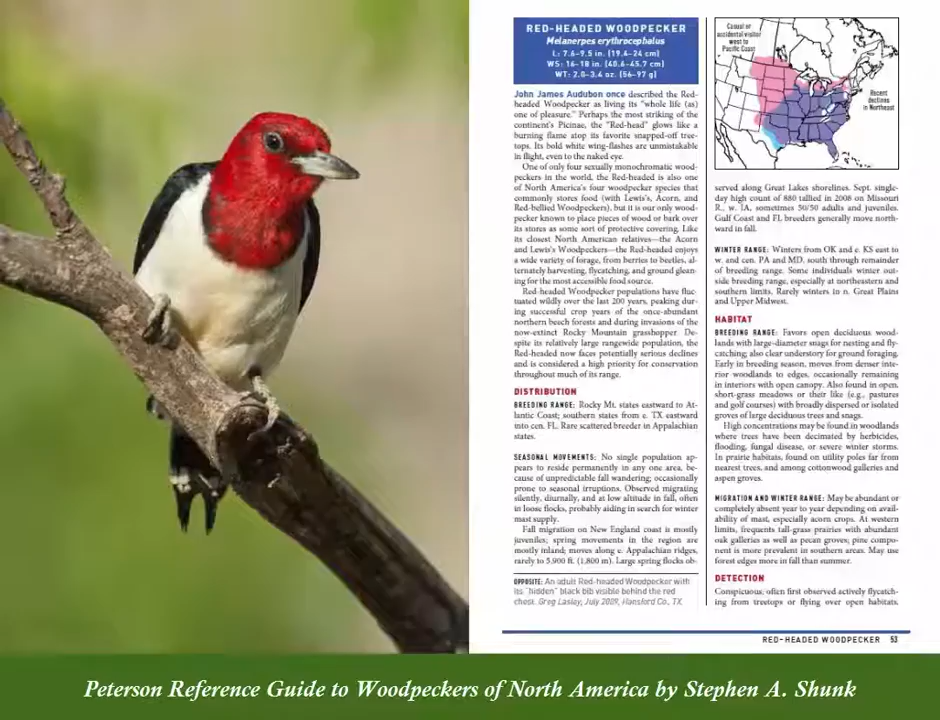 RED-HEADED WOODPECKER
Melanerpes erythrocephalus
L: 7.6–9.5 in. (19.4–24 cm)
WS: 16–18 in. (40.6–45.7 cm)
WT: 2.0–3.4 oz. (56–97 g)
John James Audubon once described the Red-
headed Woodpecker as living its "whole life (as)
one of pleasure." Perhaps the most striking of the
continent's Picinae, the "Red-head" glows like a
burning flame atop its favorite snapped-off tree-
tops. Its bold white wing-flashes are unmistakable
in flight, even to the naked eye.
One of only four sexually monochromatic wood-
peckers in the world, the Red-headed is also one
of North America's four woodpecker species that
commonly stores food (with Lewis's, Acorn, and
Red-bellied Woodpeckers), but it is our only wood-
pecker known to place pieces of wood or bark over
its stores as some sort of protective covering. Like
its closest North American relatives—the Acorn
and Lewis's Woodpeckers—the Red-headed enjoys
a wide variety of forage, from berries to beetles, al-
ternately harvesting, flycatching, and ground glean-
ing for the most accessible food source.
Red-headed Woodpecker populations have fluc-
tuated wildly over the last 200 years, peaking dur-
ing successful crop years of the once-abundant
northern beech forests and during invasions of the
now-extinct Rocky Mountain grasshopper. De-
spite its relatively large rangewide population, the
Red-headed now faces potentially serious declines
and is considered a high priority for conservation
throughout much of its range.
DISTRIBUTION
BREEDING RANGE: Rocky Mt. states eastward to At-
lantic Coast; southern states from e. TX eastward
into cen. FL. Rare scattered breeder in Appalachian
states.
SEASONAL MOVEMENTS: No single population ap-
pears to reside permanently in any one area, be-
cause of unpredictable fall wandering; occasionally
prone to seasonal irruptions. Observed migrating
silently, diurnally, and at low altitude in fall, often
in loose flocks, probably aiding in search for winter
mast supply.
Fall migration on New England coast is mostly
juveniles; spring movements in the region are
mostly inland; moves along e. Appalachian ridges,
rarely to 5,900 ft. (1,800 m). Large spring flocks ob-
OPPOSITE: An adult Red-headed Woodpecker with
its "hidden" black bib visible behind the red
chest. Greg Lasley, July 2009, Hansford Co., TX
Casual or
accidental visitor
west to
Pacific Coast
Recent
declines
in Northeast
served along Great Lakes shorelines. Sept. single-
day high count of 880 tallied in 2008 on Missouri
R., w. IA, sometimes 50/50 adults and juveniles.
Gulf Coast and FL breeders generally move north-
ward in fall.
WINTER RANGE: Winters from OK and e. KS east to
w. and cen. PA and MD, south through remainder
of breeding range. Some individuals winter out-
side breeding range, especially at northeastern and
southern limits. Rarely winters in n. Great Plains
and Upper Midwest.
HABITAT
BREEDING RANGE: Favors open deciduous wood-
lands with large-diameter snags for nesting and fly-
catching; also clear understory for ground foraging.
Early in breeding season, moves from denser inte-
rior woodlands to edges, occasionally remaining
in interiors with open canopy. Also found in open,
short-grass meadows or their like (e.g., pastures
and golf courses) with broadly dispersed or isolated
groves of large deciduous trees and snags.
High concentrations may be found in woodlands
where trees have been decimated by herbicides,
flooding, fungal disease, or severe winter storms.
In prairie habitats, found on utility poles far from
nearest trees, and among cottonwood galleries and
aspen groves.
MIGRATION AND WINTER RANGE: May be abundant or
completely absent year to year depending on avail-
ability of mast, especially acorn crops. At western
limits, frequents tall-grass prairies with abundant
oak galleries as well as pecan groves; pine compo-
nent is more prevalent in southern areas. May use
forest edges more in fall than summer.
DETECTION
Conspicuous; often first observed actively flycatch-
ing from treetops or flying over open habitats,
RED-HEADED WOODPECKER 53
Peterson Reference Guide to Woodpeckers of North America by Stephen A. Shunk